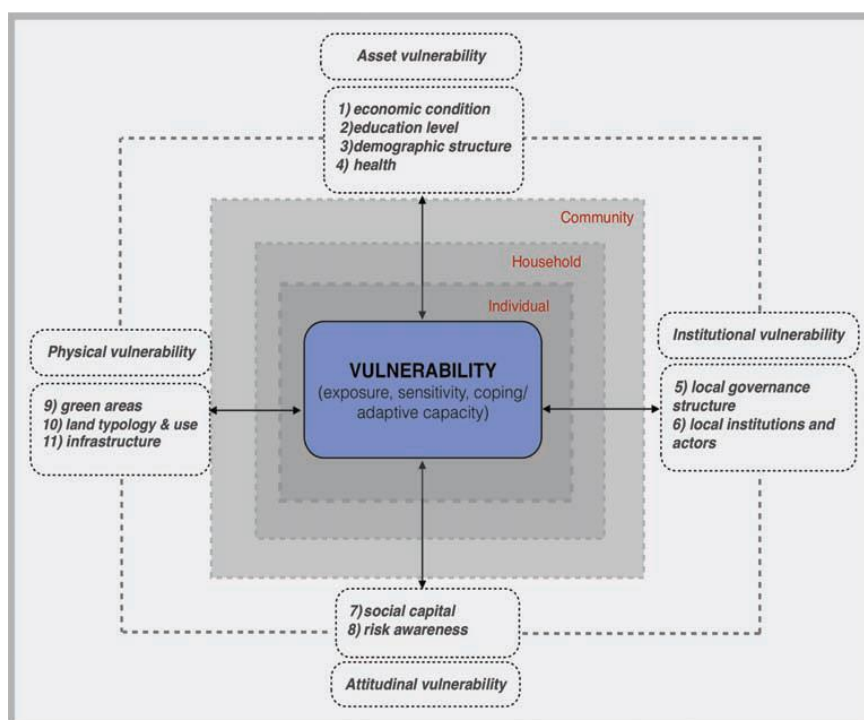 Asset vulnerability
1) economic condition
2)education level
3)demographic structure
4) health
Community
Household
Individual
Physical vulnerability
9) green areas
10) land typology & use
11) infrastructure
VULNERABILITY
(exposure, sensitivity, coping/
adaptive capacity)
Institutional vulnerability
5) local governance
structure
6) local institutions and
actors
7)social capital
8) risk awareness
Attitudinal vulnerability